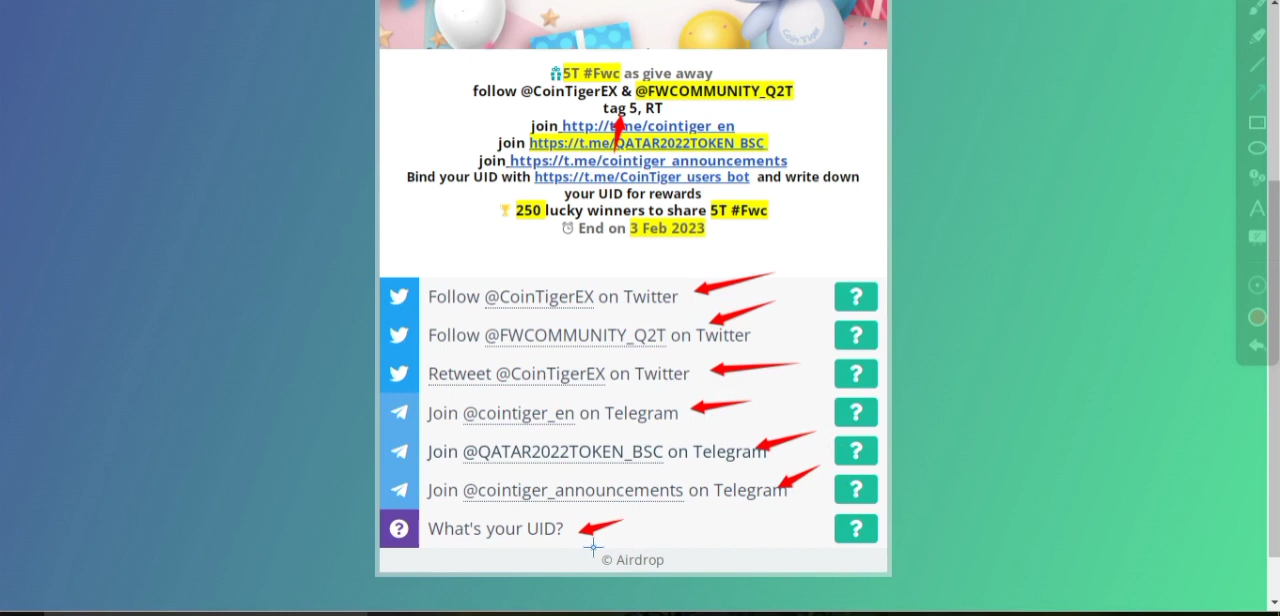 Coin Tiger
5T #Fwc as give away
follow @CoinTigerEX & @FWCOMMUNITY_Q2T
tag 5, RT
join http://t.me/cointiger_en
join https://t.me/QATAR2022TOKEN_BSC
join https://t.me/cointiger_announcements
Bind your UID with https://t.me/CoinTiger_users_bot and write down
your UID for rewards
250 lucky winners to share 5T #Fwc
End on 3 Feb 2023
Follow @CoinTigerEX on Twitter ?
Follow @FWCOMMUNITY_Q2T on Twitter ?
Retweet @CoinTigerEX on Twitter ?
Join @cointiger_en on Telegram ?
Join @QATAR2022TOKEN_BSC on Telegram ?
Join @cointiger_announcements on Telegram ?
? What's your UID? ?
© Airdrop
A